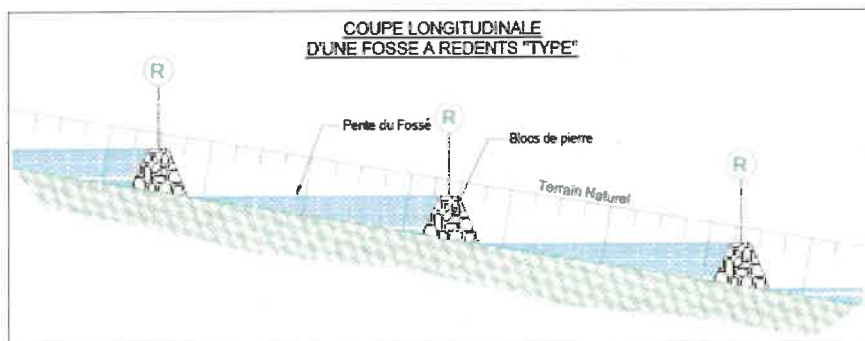 COUPE LONGITUDINALE
D'UNE FOSSE A REDENTS "TYPE"
R
R
Pente du Fossé
Blocs de pierre
R
Terrain Naturel